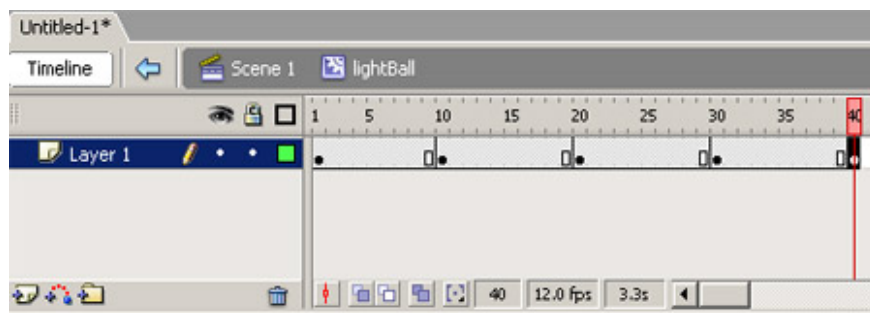 Untitled-1*
Timeline Scene 1 lightBall
1 5 10 15 20 25 30 35 40
Layer 1
40 12.0 fps 3.3s